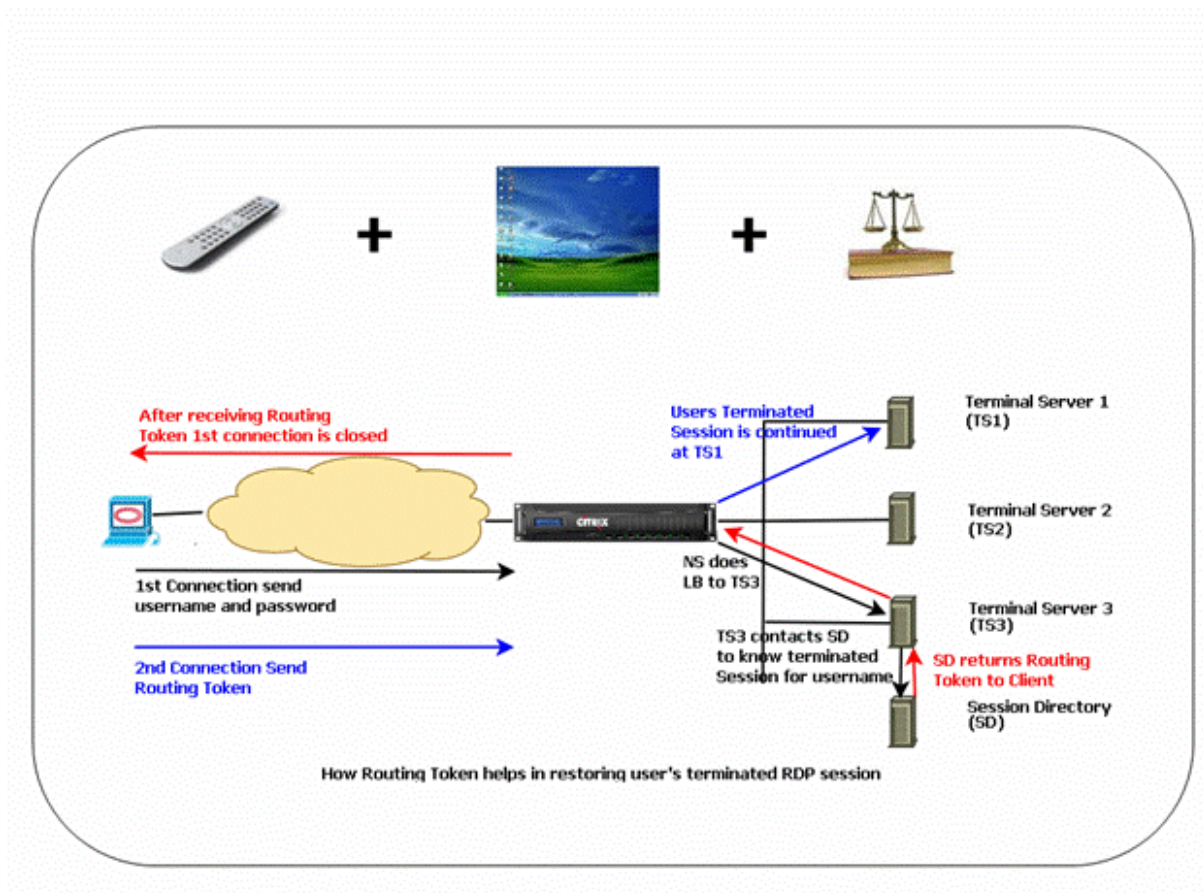 After receiving Routing
Token 1st connection is closed
Users Terminated
Session is continued
at TS1
Terminal Server 1
(TS1)
CITRIX
Terminal Server 2
(TS2)
1st Connection send
username and password
NS does
LB to TS3
Terminal Server 3
(TS3)
2nd Connection Send
Routing Token
TS3 contacts SD
to know terminated
Session for username
SD returns Routing
Token to Client
Session Directory
(SD)
How Routing Token helps in restoring user's terminated RDP session